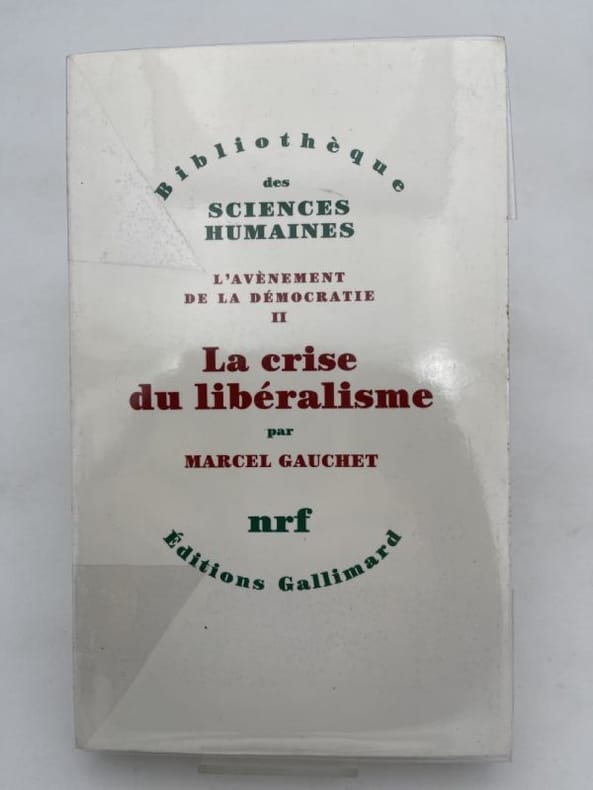 Bibliothèque
des
SCIENCES
HUMAINES
L'AVÈNEMENT
DE LA DÉMOCRATIE
II
La crise
du libéralisme
par
MARCEL GAUCHET
nrf
Éditions Gallimard